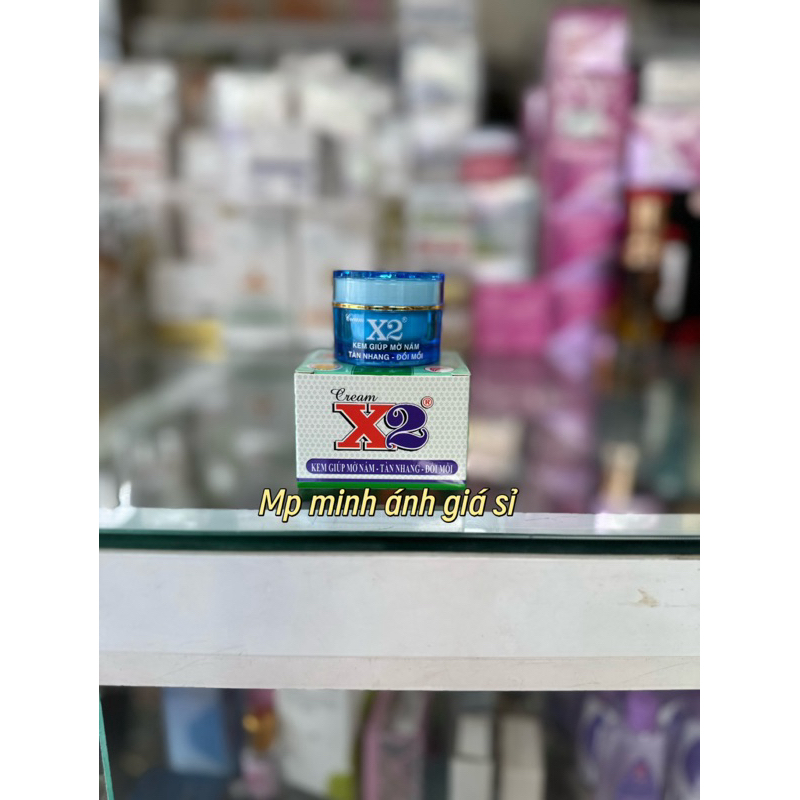 Cream
X2®
KEM GIÚP MỜ NÁM
TÀN NHANG - ĐỒI MỒI
Cream
X2®
KEM GIÚP MỜ NÁM - TÀN NHANG - ĐỒI MỒI
Mp minh ánh giá sỉ